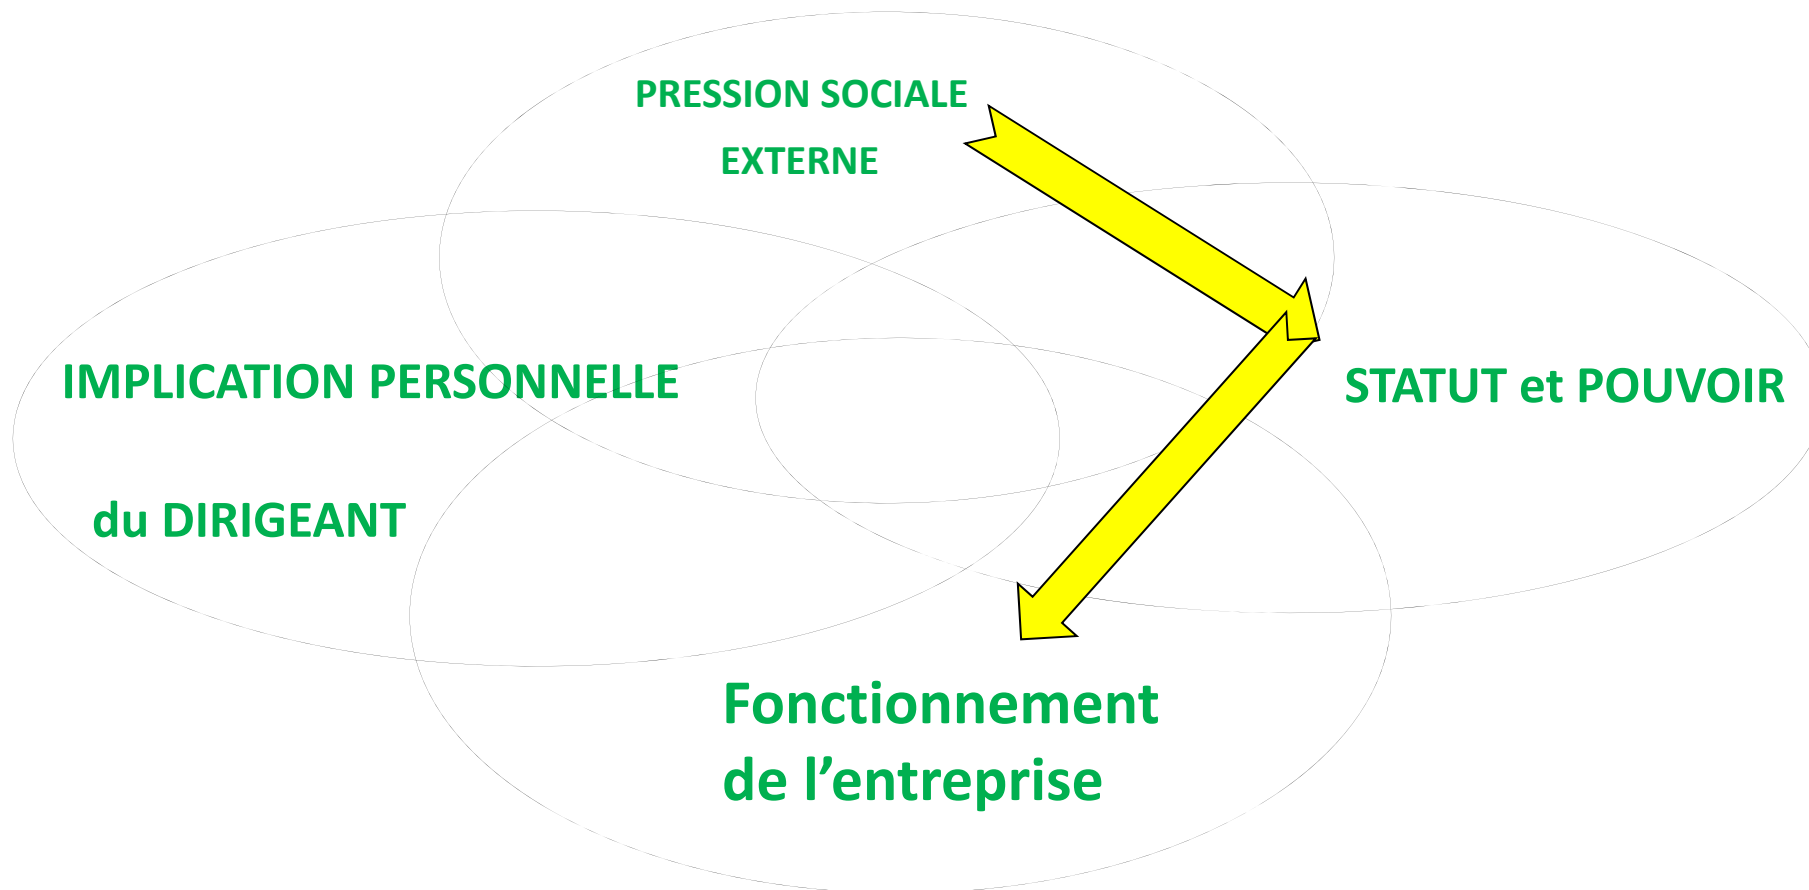 PRESSION SOCIALE
EXTERNE
IMPLICATION PERSONNELLE
du DIRIGEANT
STATUT et POUVOIR
Fonctionnement
de l’entreprise